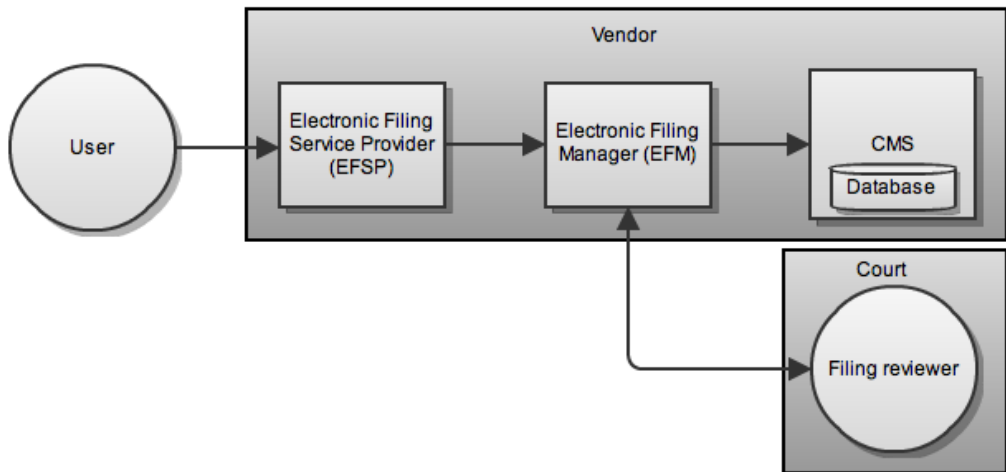 Vendor
User
Electronic Filing
Service Provider
(EFSP)
Electronic Filing
Manager (EFM)
CMS
Database
Court
Filing reviewer